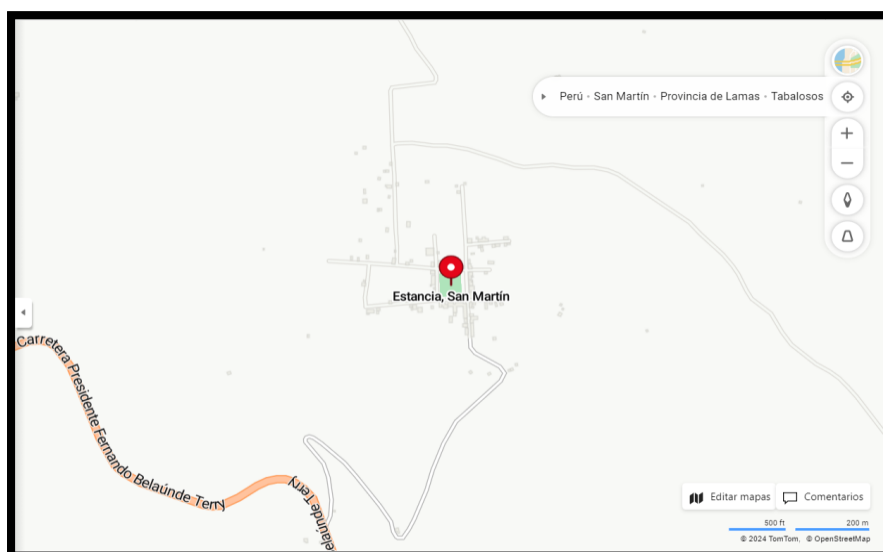 Perú • San Martín • Provincia de Lamas • Tabalosos
Estancia, San Martín
Carretera Presidente Fernando Belaúnde Terry
elaúnde Terry
Editar mapas
Comentarios
500 ft
200 m
© 2024 TomTom, © OpenStreetMap